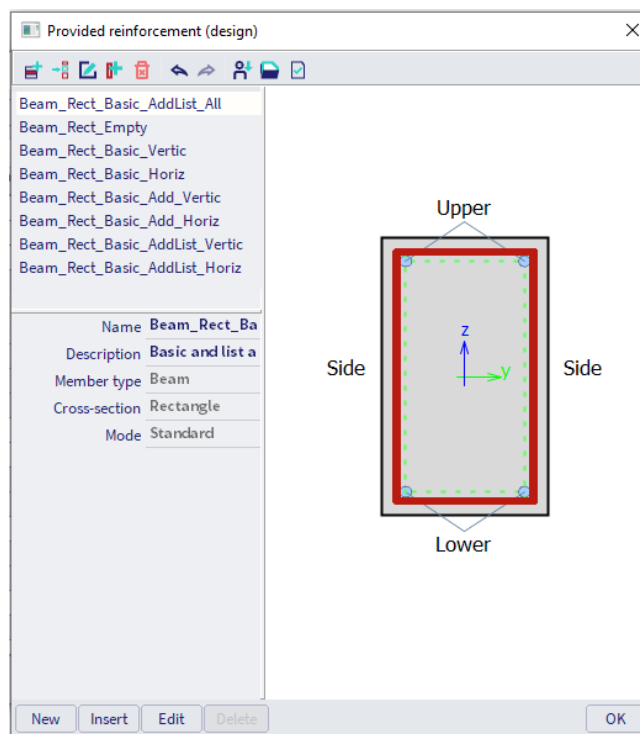 Provided reinforcement (design)
Beam_Rect_Basic_AddList_All
Beam_Rect_Empty
Beam_Rect_Basic_Vertic
Beam_Rect_Basic_Horiz
Beam_Rect_Basic_Add_Vertic
Beam_Rect_Basic_Add_Horiz
Beam_Rect_Basic_AddList_Vertic
Beam_Rect_Basic_AddList_Horiz
Name Beam_Rect_Ba
Description Basic and list a
Member type Beam
Cross-section Rectangle
Mode Standard
Upper
z
Side y Side
Lower
New Insert Edit Delete OK